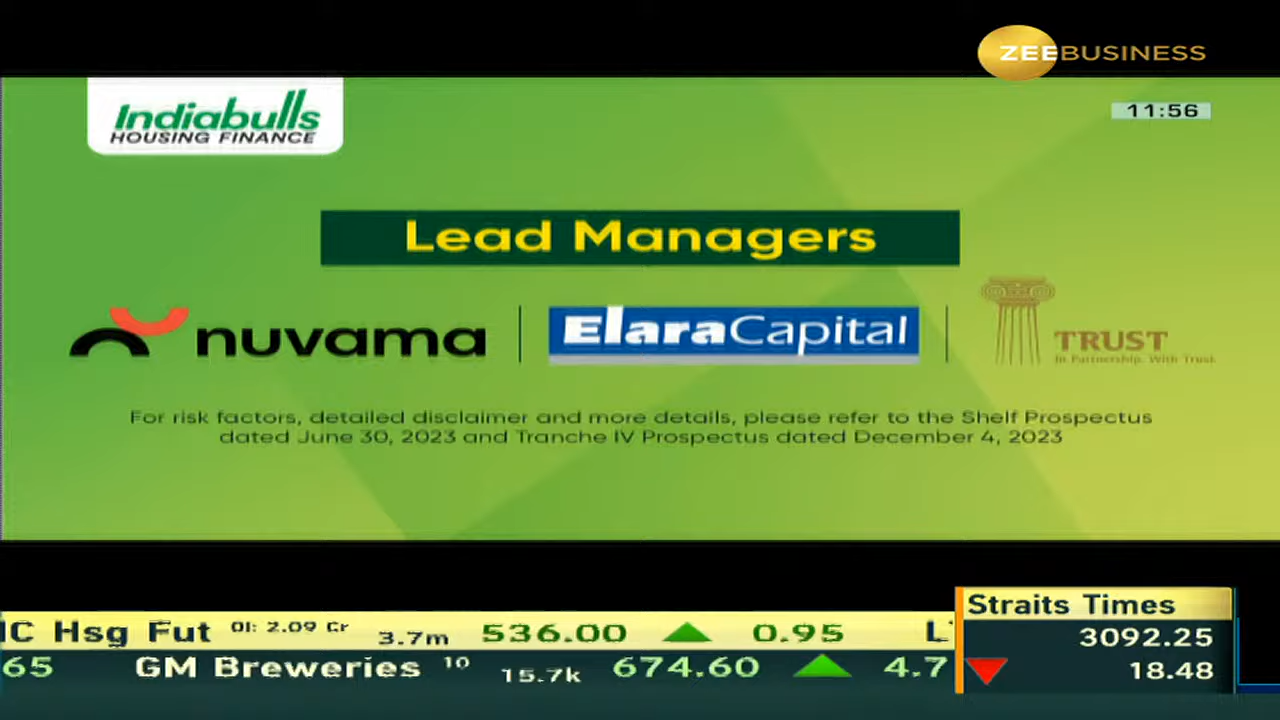 ZEEBUSINESS
Indiabulls
HOUSING FINANCE
11:56
Lead Managers
nuvama
ElaraCapital
TRUST
In Partnership. With Trust.
For risk factors, detailed disclaimer and more details, please refer to the Shelf Prospectus
dated June 30, 2023 and Tranche IV Prospectus dated December 4, 2023
Straits Times
3092.25
18.48
IC Hsg Fut OI: 2.09 Cr 3.7m 536.00 0.95 L
65 GM Breweries 10 15.7k 674.60 4.7